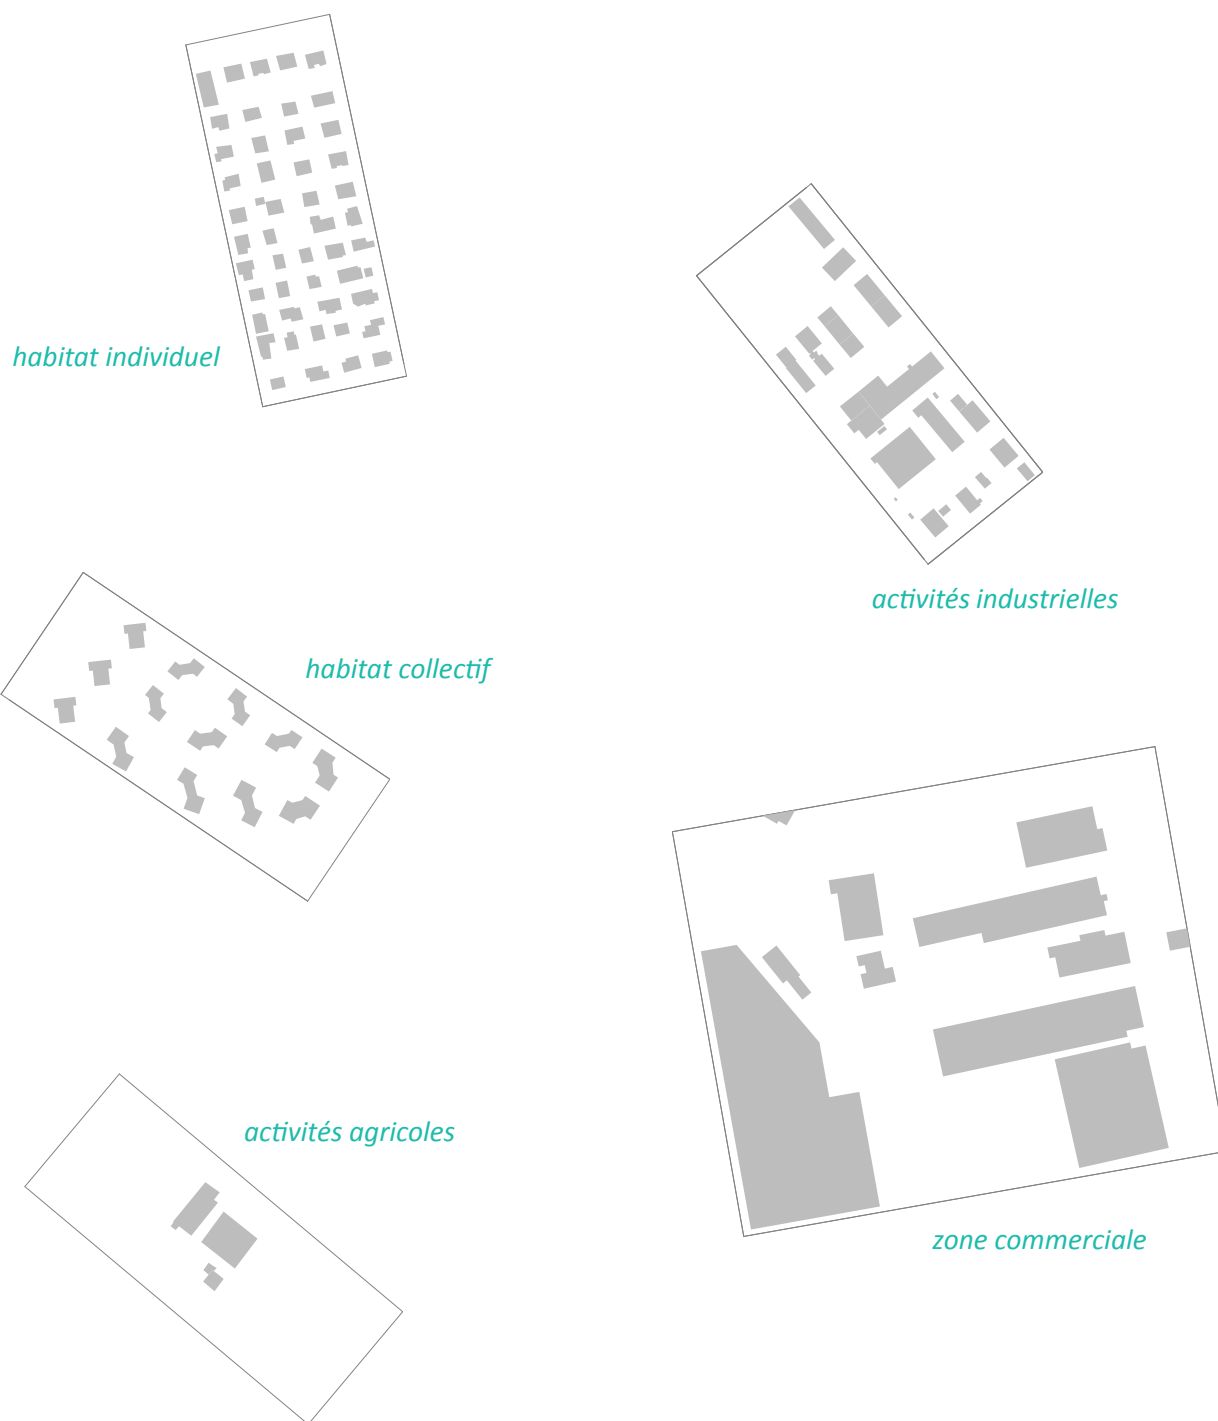 habitat individuel
activités industrielles
habitat collectif
activités agricoles
zone commerciale